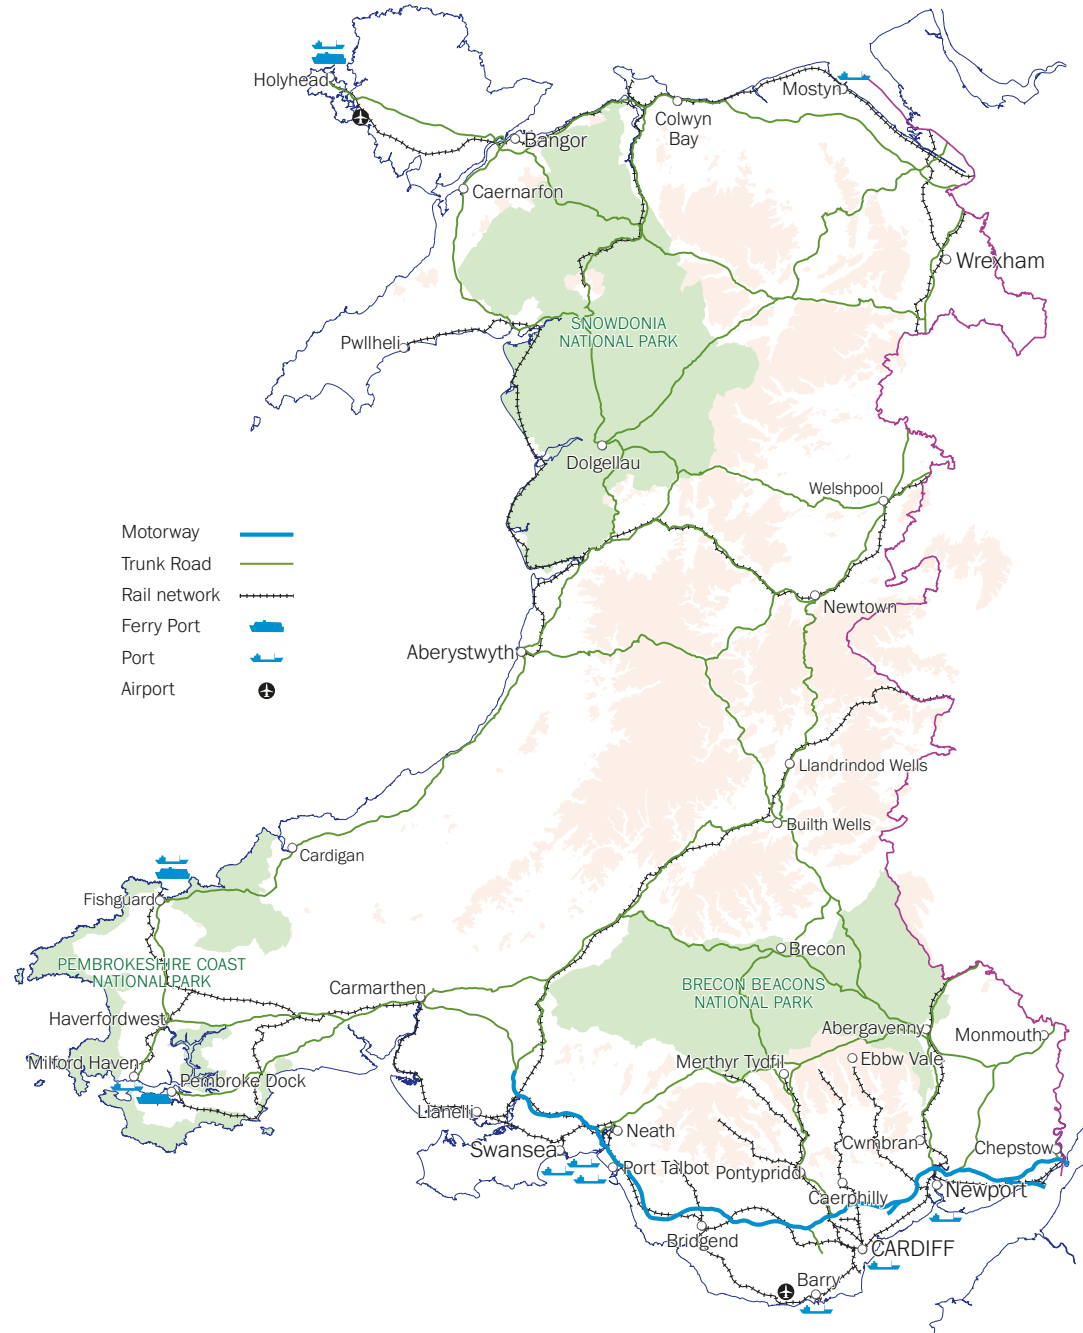 Holyhead
Mostyn
Colwyn
Bay
Bangor
Caernarfon
Wrexham
SNOWDONIA
NATIONAL PARK
Pwllheli
Dolgellau
Welshpool
Motorway
Trunk Road
Rail network
Ferry Port
Port
Airport
Newtown
Aberystwyth
Llandrindod Wells
Builth Wells
Cardigan
Fishguard
Brecon
PEMBROKESHIRE COAST
NATIONAL PARK
BRECON BEACONS
NATIONAL PARK
Carmarthen
Haverfordwest
Abergavenny
Monmouth
Milford Haven
Merthyr Tydfil
Ebbw Vale
Pembroke Dock
Llanelli
Neath
Cwmbran
Swansea
Chepstow
Port Talbot
Pontypridd
Caerphilly
Newport
Bridgend
CARDIFF
Barry